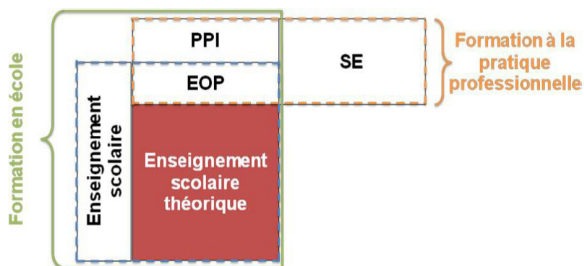 Formation en école
Enseignement
scolaire
PPI
EOP
Enseignement
scolaire
théorique
SE
Formation à la
pratique
professionnelle